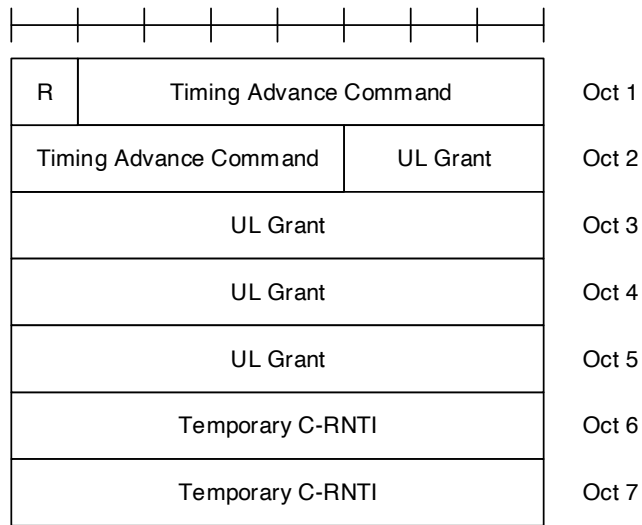 R Timing Advance Command Oct 1
Timing Advance Command UL Grant Oct 2
UL Grant Oct 3
UL Grant Oct 4
UL Grant Oct 5
Temporary C-RNTI Oct 6
Temporary C-RNTI Oct 7